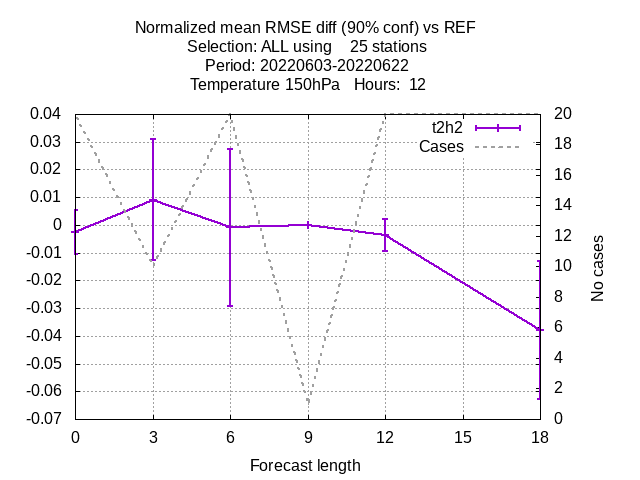 Normalized mean RMSE diff (90% conf) vs REF
Selection: ALL using    25 stations
Period: 20220603-20220622
Temperature 150hPa   Hours:  12
t2h2
Cases
0.04
0.03
0.02
0.01
0
-0.01
-0.02
-0.03
-0.04
-0.05
-0.06
-0.07
20
18
16
14
12
10
8
6
4
2
0
No cases
0 3 6 9 12 15 18
Forecast length